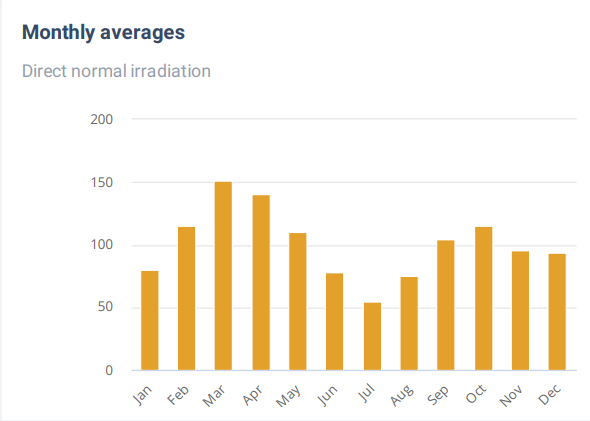 Monthly averages
Direct normal irradiation
200
150
100
50
0
Jan Feb Mar Apr May Jun Jul Aug Sep Oct Nov Dec